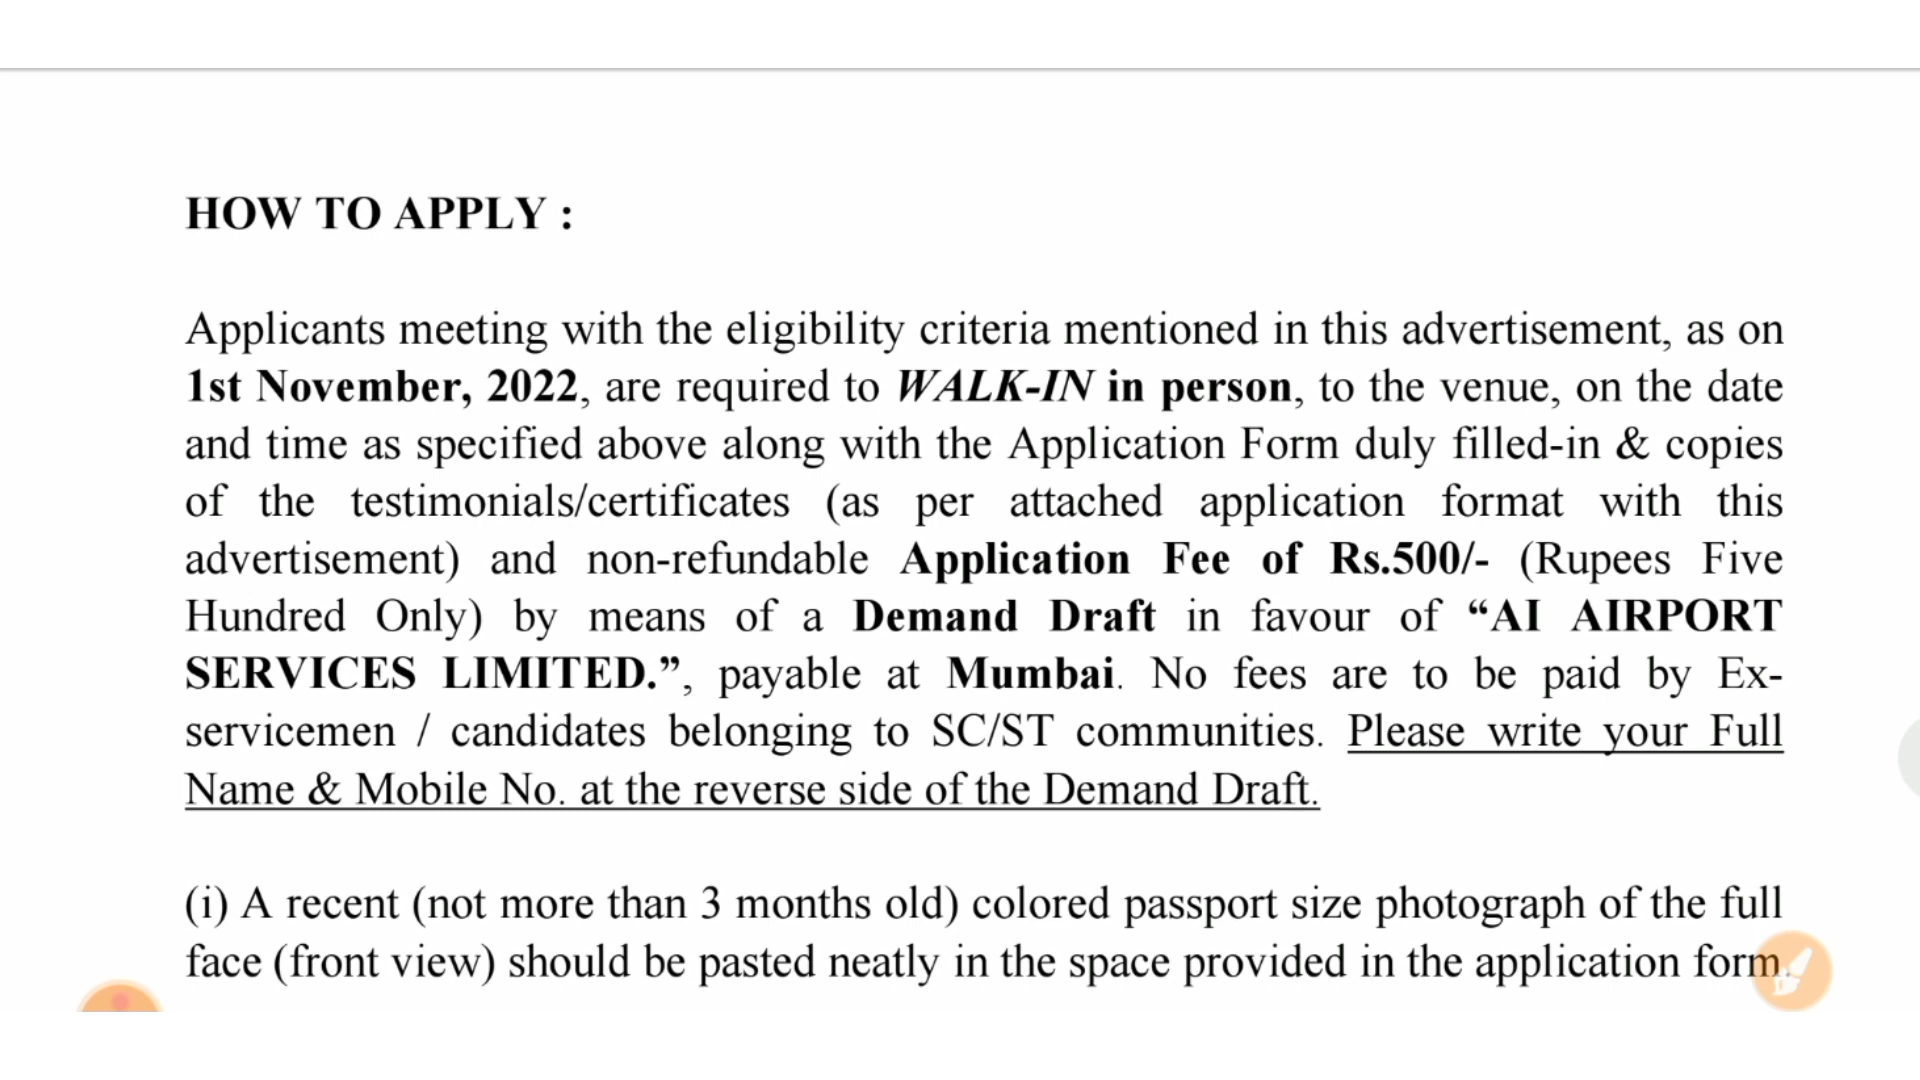 HOW TO APPLY :
Applicants meeting with the eligibility criteria mentioned in this advertisement, as on
1st November, 2022, are required to WALK-IN in person, to the venue, on the date
and time as specified above along with the Application Form duly filled-in & copies
of the testimonials/certificates (as per attached application format with this
advertisement) and non-refundable Application Fee of Rs.500/- (Rupees Five
Hundred Only) by means of a Demand Draft in favour of “AI AIRPORT
SERVICES LIMITED.”, payable at Mumbai. No fees are to be paid by Ex-
servicemen / candidates belonging to SC/ST communities. Please write your Full
Name & Mobile No. at the reverse side of the Demand Draft.
(i) A recent (not more than 3 months old) colored passport size photograph of the full
face (front view) should be pasted neatly in the space provided in the application form.